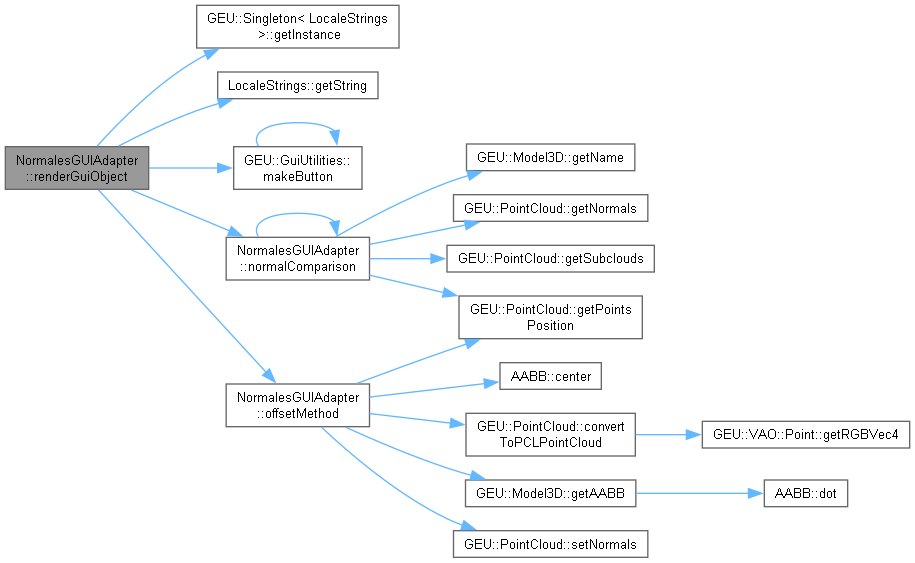 NormalesGUIAdapter
::renderGuiObject
GEU::Singleton< LocaleStrings
>::getInstance
LocaleStrings::getString
GEU::GuiUtilities::
makeButton
NormalesGUIAdapter
::normalComparison
GEU::Model3D::getName
GEU::PointCloud::getNormals
GEU::PointCloud::getSubclouds
GEU::PointCloud::getPoints
Position
NormalesGUIAdapter
::offsetMethod
AABB::center
GEU::PointCloud::convert
ToPCLPointCloud
GEU::VAO::Point::getRGBVec4
GEU::Model3D::getAABB
AABB::dot
GEU::PointCloud::setNormals